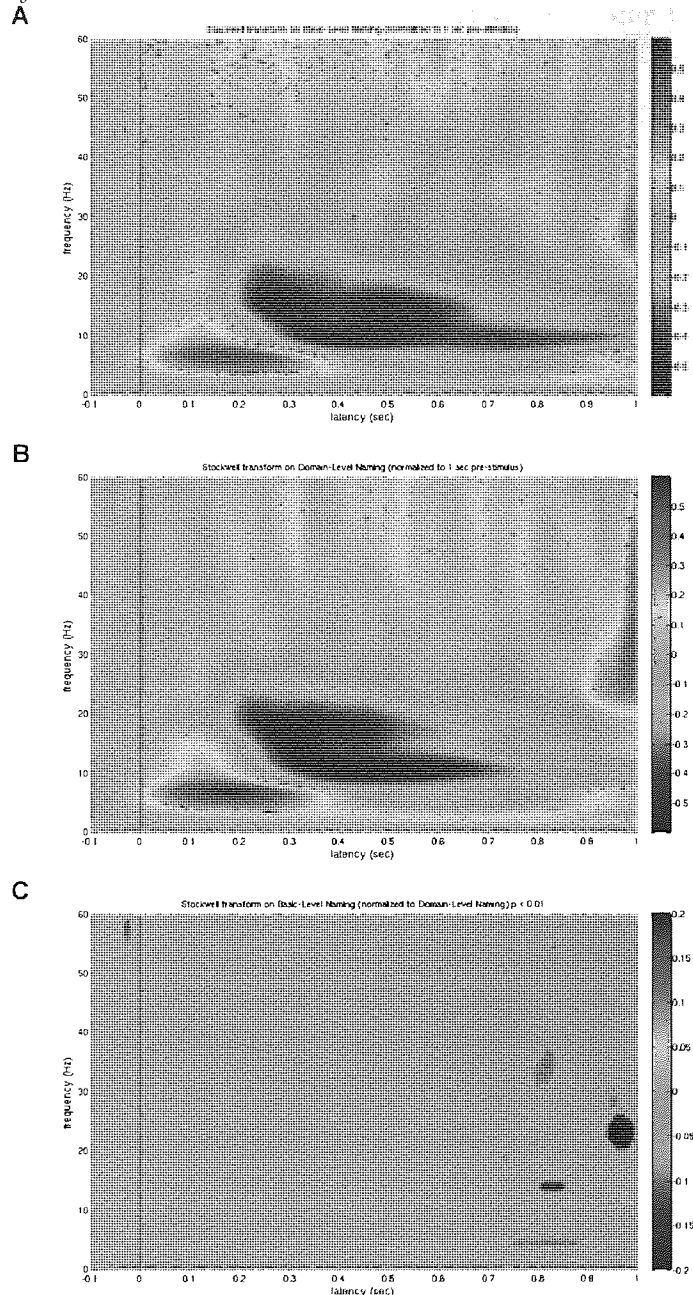 A
60
50
40
30
20
10
0
frequency (Hz)
-0.1 0 0.1 0.2 0.3 0.4 0.5 0.6 0.7 0.8 0.9 1
latency (sec)
B
Stockwell transform on Domain-Level Naming (normalized to 1 sec pre-stimulus)
60
50
40
30
20
10
0
frequency (Hz)
-0.1 0 0.1 0.2 0.3 0.4 0.5 0.6 0.7 0.8 0.9 1
latency (sec)
0.5
0.4
0.3
0.2
0.1
0
-0.1
-0.2
-0.3
-0.4
-0.5
C
Stockwell transform on Basic-Level Naming (normalized to Domain-Level Naming) p < 0.01
60
50
40
30
20
10
0
frequency (Hz)
-0.1 0 0.1 0.2 0.3 0.4 0.5 0.6 0.7 0.8 0.9 1
latency (sec)
0.2
0.15
0.1
0.05
0
-0.05
-0.1
-0.15
-0.2